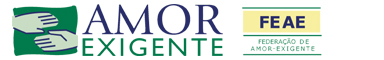 AMOR
EXIGENTE
FEAE
FEDERAÇÃO DE
AMOR-EXIGENTE